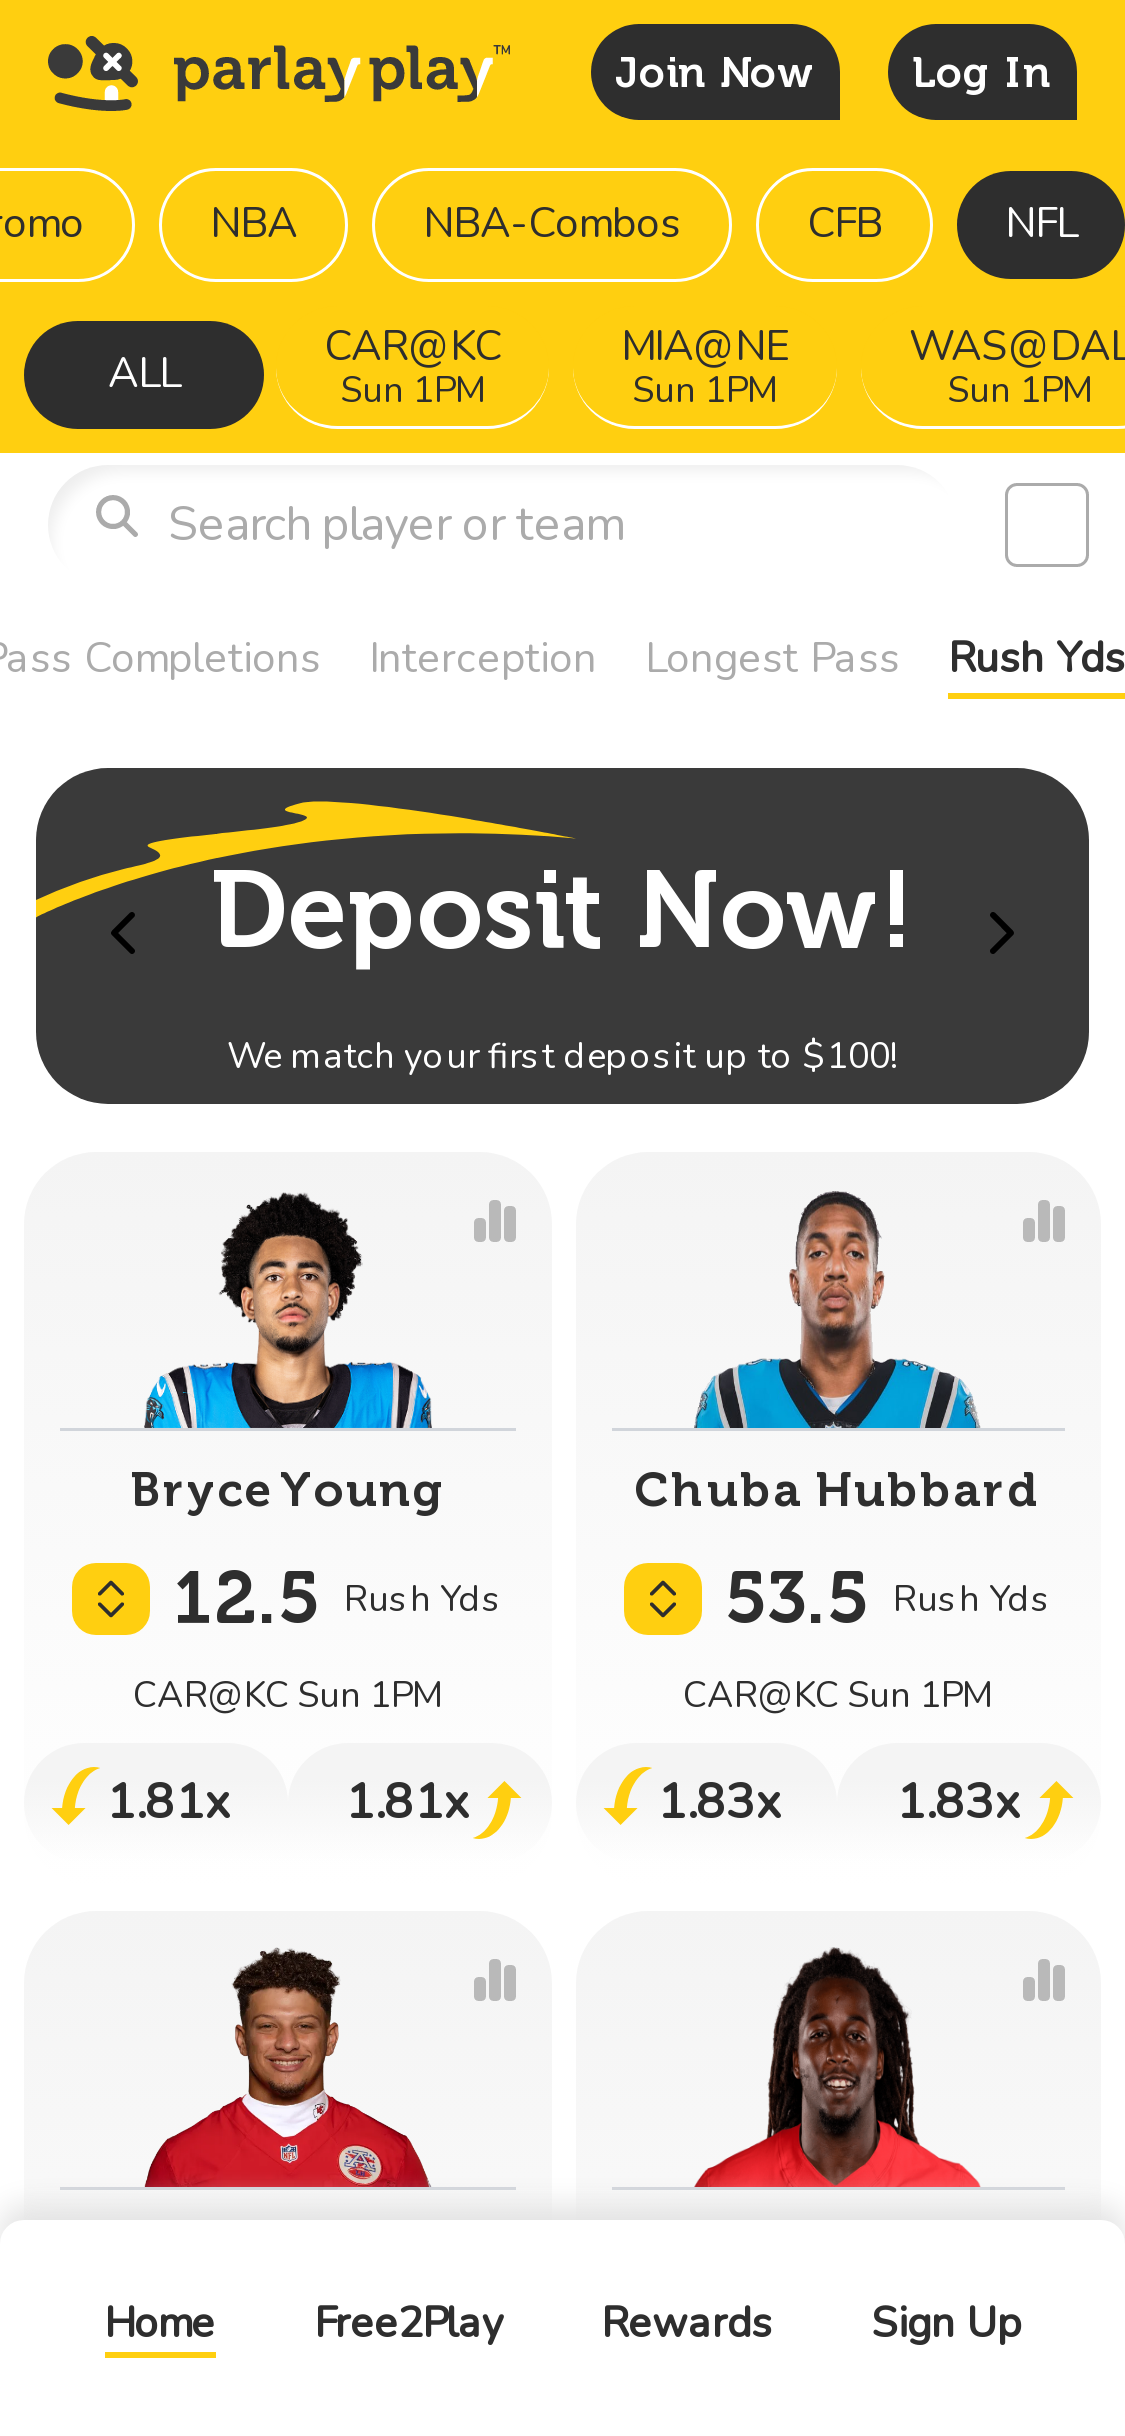 parlay play™
Join Now
Log In
romo
NBA
NBA-Combos
CFB
NFL
ALL
CAR@KC
Sun 1PM
MIA@NE
Sun 1PM
WAS@DAL
Sun 1PM
Search player or team
Pass Completions
Interception
Longest Pass
Rush Yds
Deposit Now!
We match your first deposit up to $100!
Bryce Young
12.5 Rush Yds
CAR@KC Sun 1PM
1.81x
1.81x
Chuba Hubbard
53.5 Rush Yds
CAR@KC Sun 1PM
1.83x
1.83x
Home
Free2Play
Rewards
Sign Up